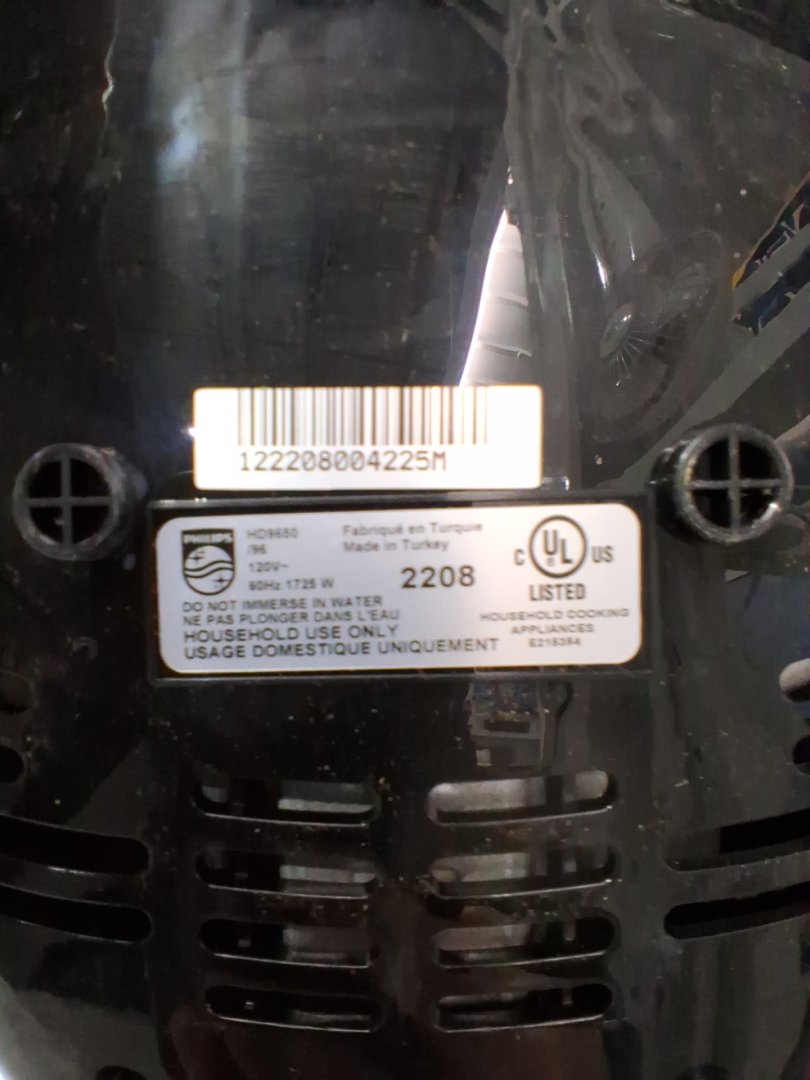 122208004225M
PHILIPS
HD9650
/96
120V~
60Hz 1725 W
Fabriqué en Turquie
Made in Turkey
2208
C UL US
®
LISTED
DO NOT IMMERSE IN WATER
NE PAS PLONGER DANS L'EAU
HOUSEHOLD USE ONLY
USAGE DOMESTIQUE UNIQUEMENT
HOUSEHOLD COOKING
APPLIANCES